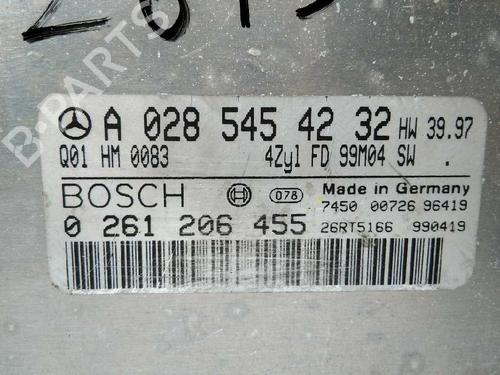 B-PARTS
A 028 545 42 32 HW 39.97
Q01 HM 0083 4Zyl FD 99M04 SW .
BOSCH 078 Made in Germany
7450 00726 96419
0 261 206 455 26RT5166 990419